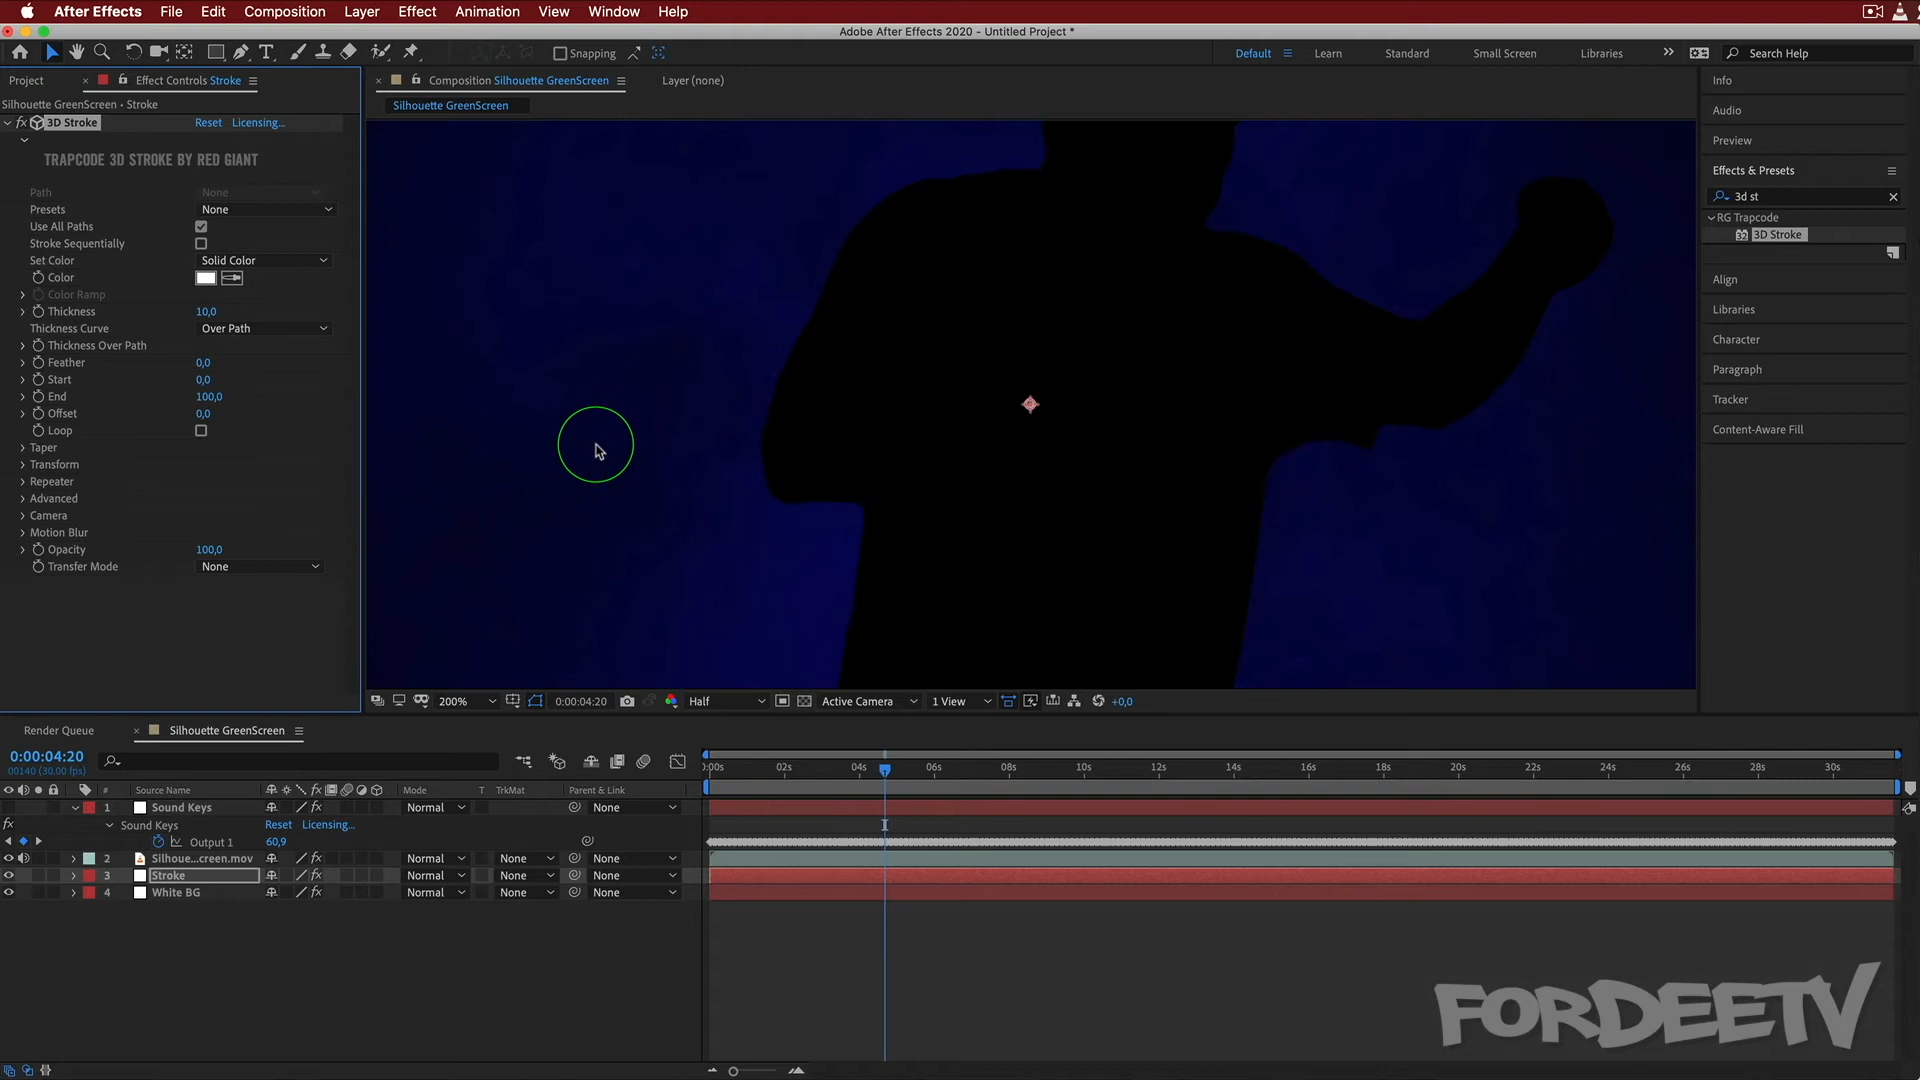 After Effects File Edit Composition Layer Effect Animation View Window Help
Adobe After Effects 2020 - Untitled Project *
Snapping
Default Learn Standard Small Screen Libraries Search Help
Project Effect Controls Stroke
Silhouette GreenScreen • Stroke
fx 3D Stroke Reset Licensing...
TRAPCODE 3D STROKE BY RED GIANT
Path None
Presets None
Use All Paths
Stroke Sequentially
Set Color Solid Color
Color
Color Ramp
Thickness 10,0
Thickness Curve Over Path
Thickness Over Path
Feather 0,0
Start 0,0
End 100,0
Offset 0,0
Loop
Taper
Transform
Repeater
Advanced
Camera
Motion Blur
Opacity 100,0
Transfer Mode None
Composition Silhouette GreenScreen Layer (none)
Silhouette GreenScreen
200% 0:00:04:20 Half Active Camera 1 View +0,0
Info
Audio
Preview
Effects & Presets
3d st
RG Trapcode
32 3D Stroke
Align
Libraries
Character
Paragraph
Tracker
Content-Aware Fill
Render Queue Silhouette GreenScreen
0:00:04:20
00140 (30.00 fps)
# Source Name fx Mode T TrkMat Parent & Link
1 Sound Keys fx Normal None
fx Sound Keys Reset Licensing...
Output 1 60,9
2 Silhoue...creen.mov fx Normal None None
3 Stroke fx Normal None None
4 White BG fx Normal None None
):00s 02s 04s 06s 08s 10s 12s 14s 16s 18s 20s 22s 24s 26s 28s 30s
FORDEETV